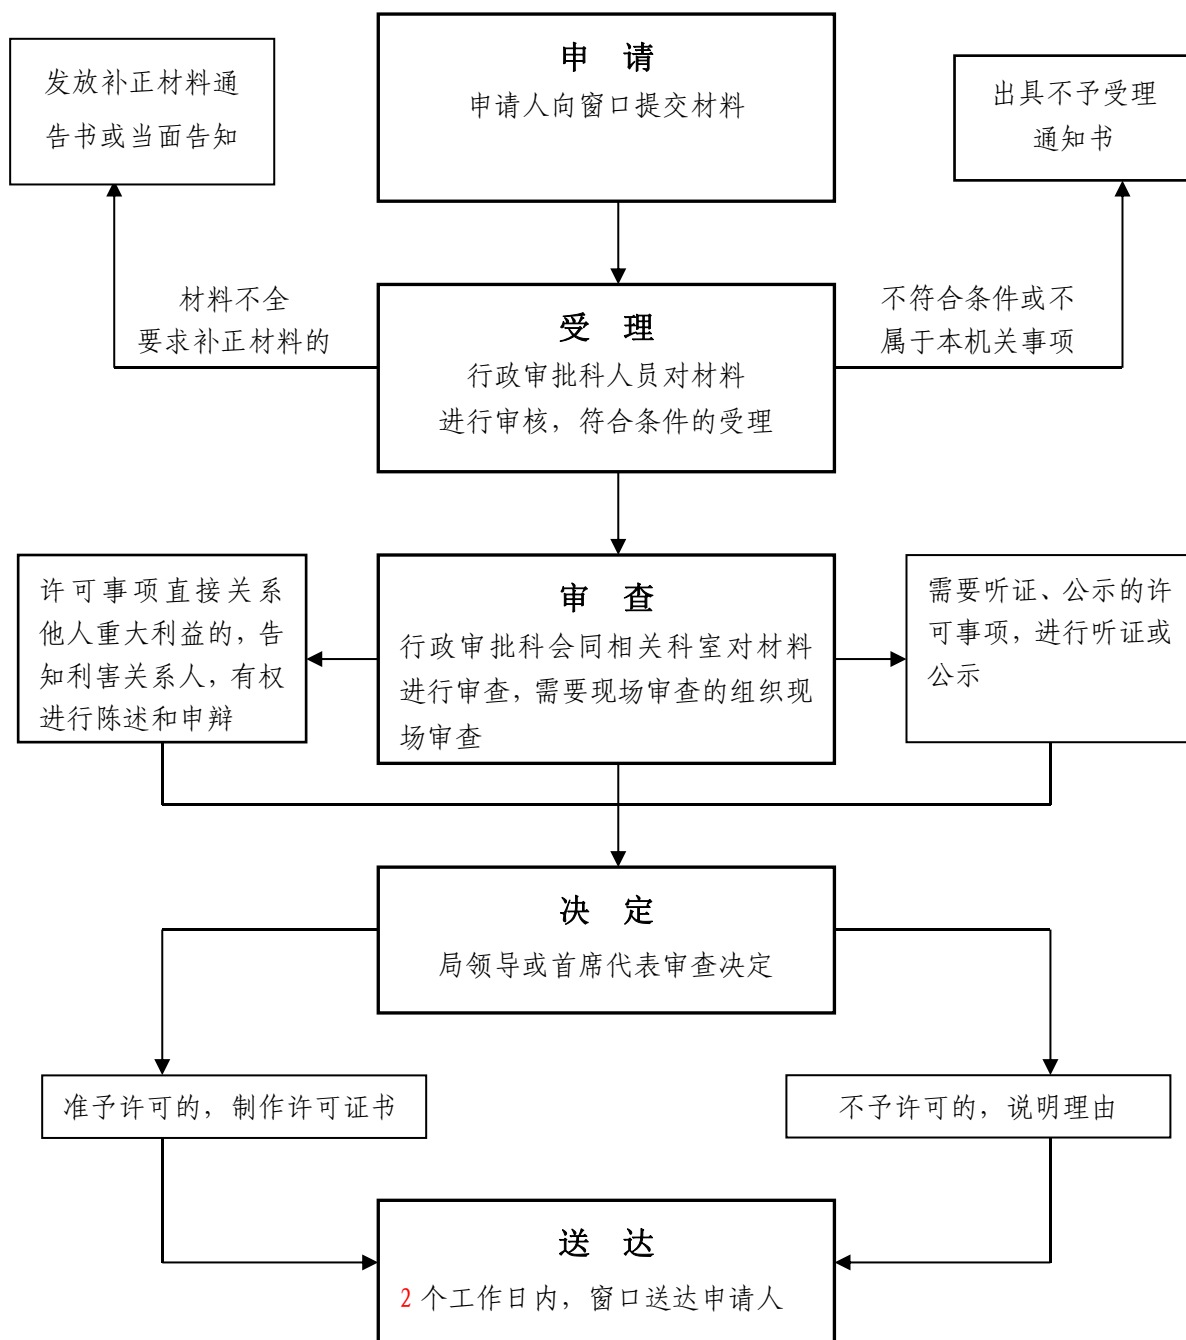 申 请
申请人向窗口提交材料
发放补正材料通
告书或当面告知
出具不予受理
通知书
材料不全
要求补正材料的
不符合条件或不
属于本机关事项
受 理
行政审批科人员对材料
进行审核，符合条件的受理
许可事项直接关系
他人重大利益的，告
知利害关系人，有权
进行陈述和申辩
审 查
行政审批科会同相关科室对材料
进行审查，需要现场审查的组织现
场审查
需要听证、公示的许
可事项，进行听证或
公示
决 定
局领导或首席代表审查决定
准予许可的，制作许可证书
不予许可的，说明理由
送 达
2 个工作日内，窗口送达申请人